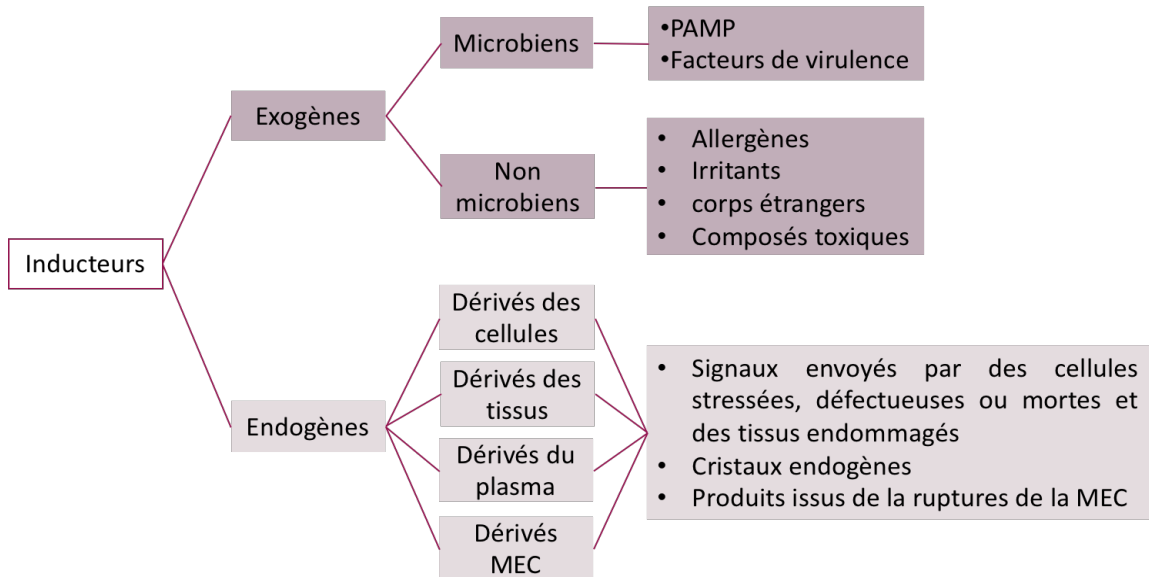 Inducteurs
Exogènes
Microbiens
•PAMP
•Facteurs de virulence
Non
microbiens
• Allergènes
• Irritants
• corps étrangers
• Composés toxiques
Endogènes
Dérivés des
cellules
Dérivés des
tissus
Dérivés du
plasma
Dérivés
MEC
• Signaux envoyés par des cellules
stressées, défectueuses ou mortes et
des tissus endommagés
• Cristaux endogènes
• Produits issus de la ruptures de la MEC